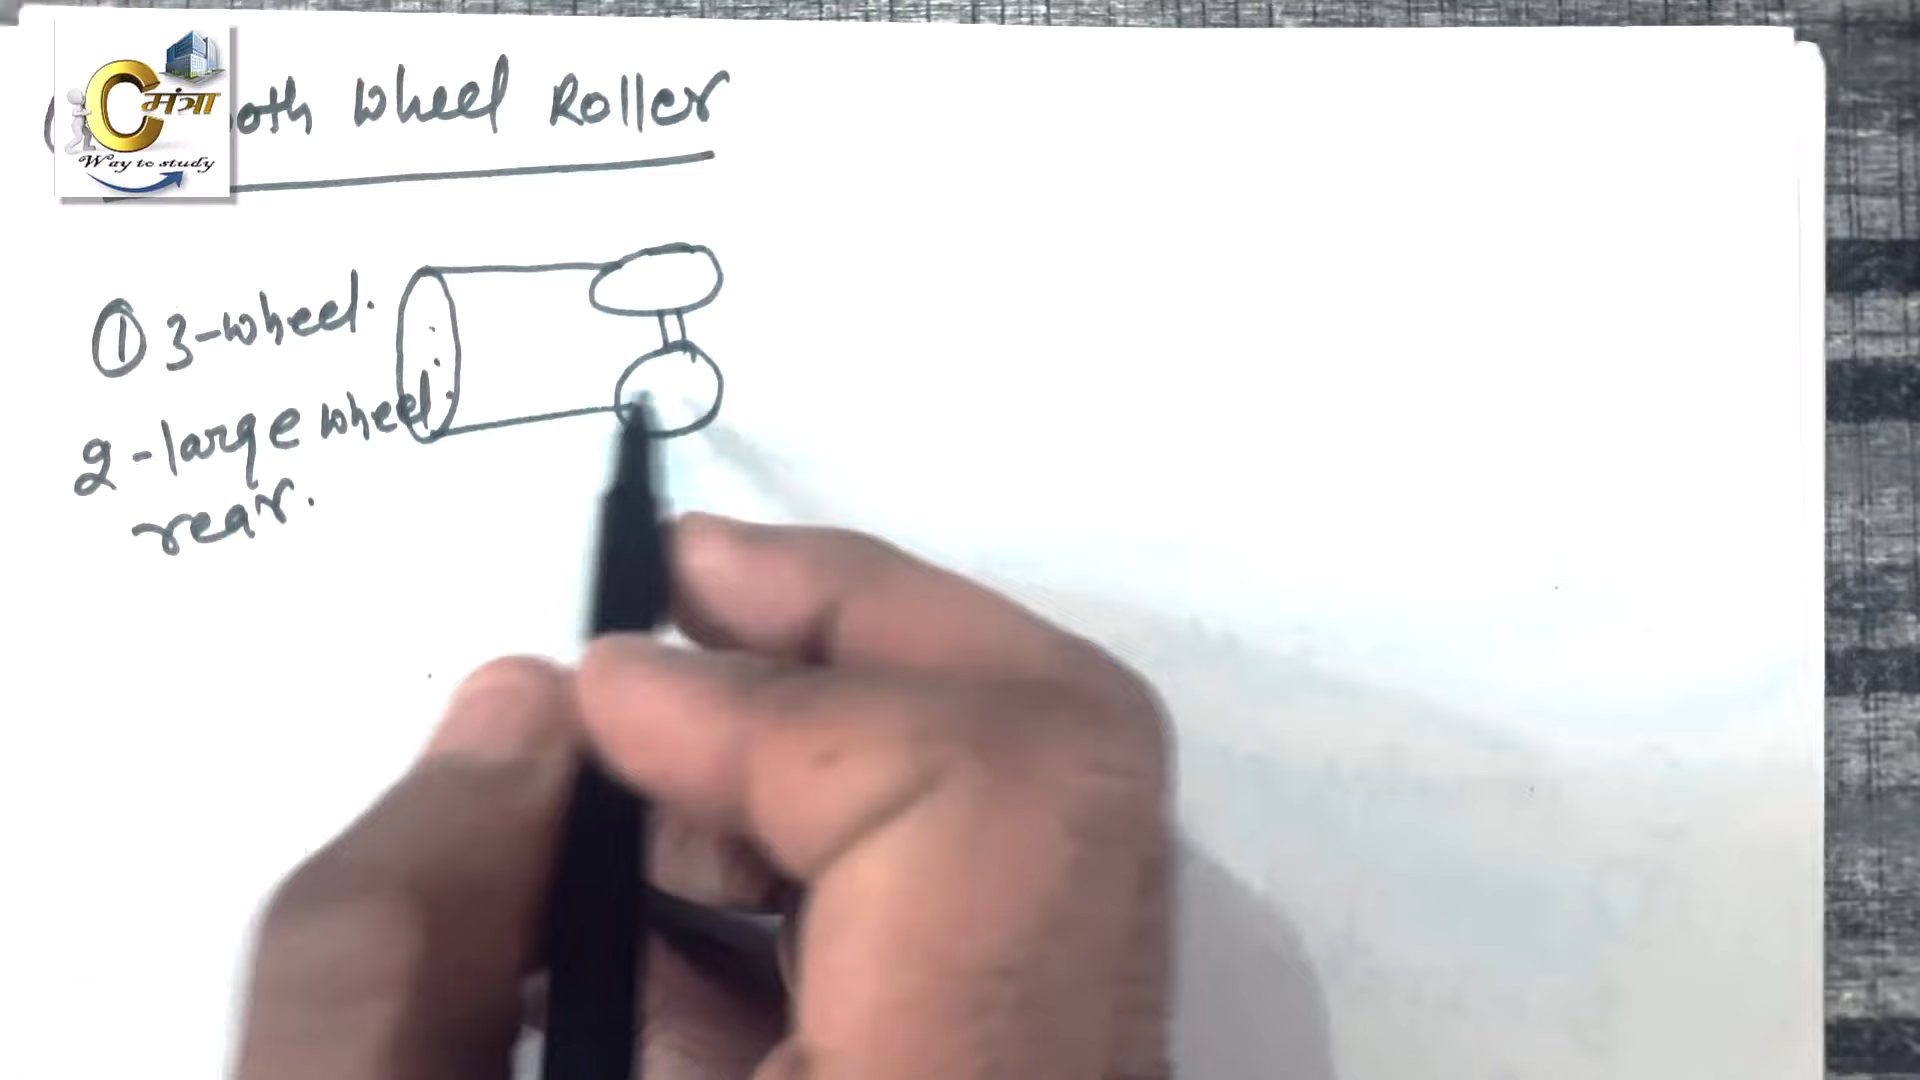 oth wheel Roller
C मंत्रा
Way to study
① 3-wheel.
2-large wheel.
rear.